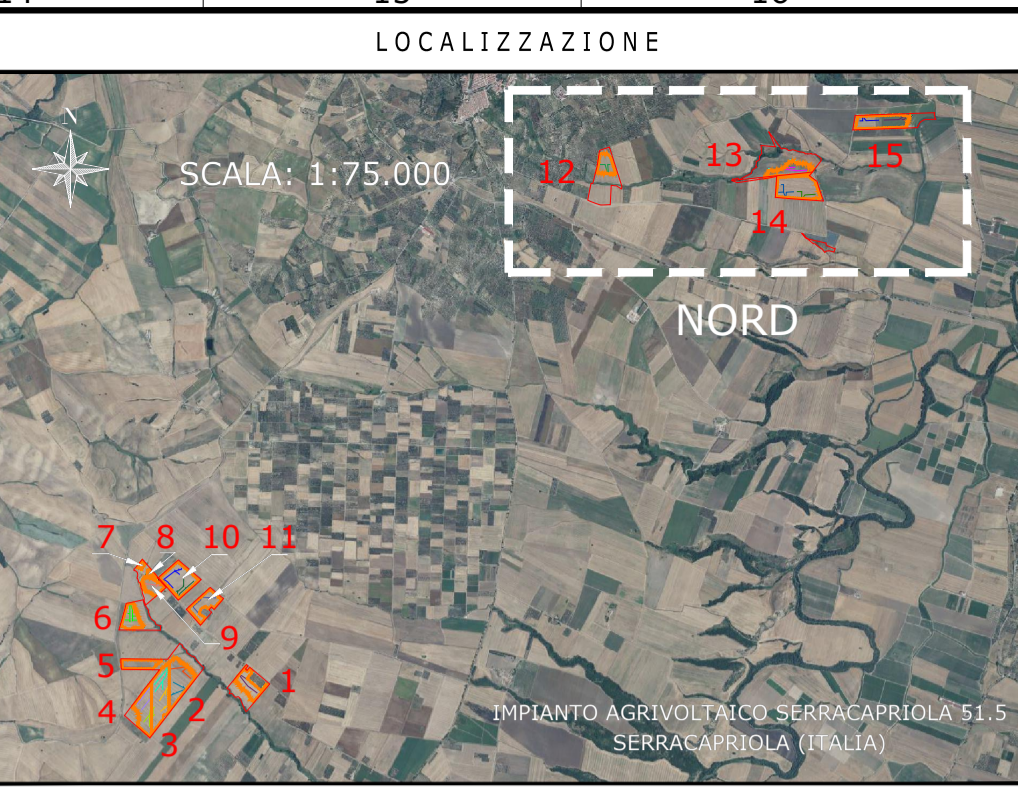 LOCALIZZAZIONE
N
SCALA: 1:75.000
12
13
15
14
NORD
7 8 10 11
6
9
5
1
4
2
3
IMPIANTO AGRIVOLTAICO SERRACAPRIOLA 51.5
SERRACAPRIOLA (ITALIA)